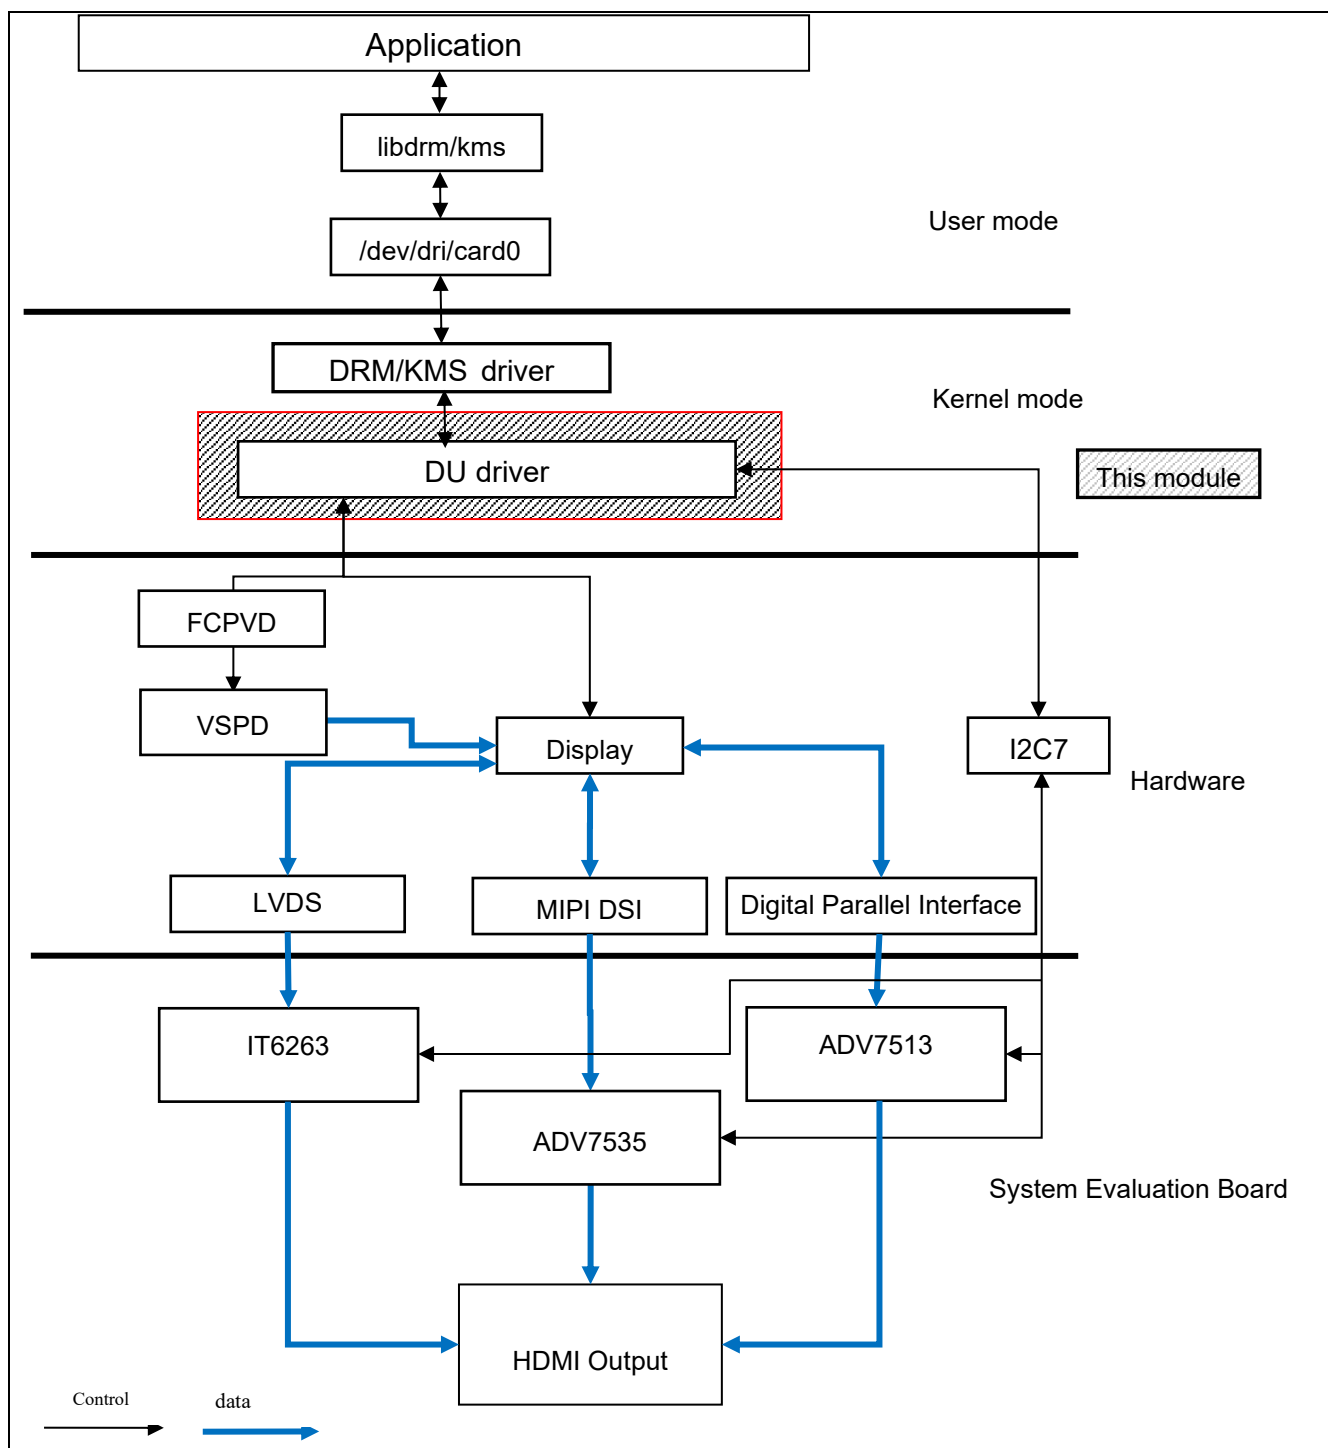 Application
libdrm/kms
/dev/dri/card0
User mode
DRM/KMS driver
Kernel mode
DU driver
This module
FCPVD
VSPD
Display
I2C7
Hardware
LVDS
MIPI DSI
Digital Parallel Interface
IT6263
ADV7513
ADV7535
System Evaluation Board
HDMI Output
Control
data